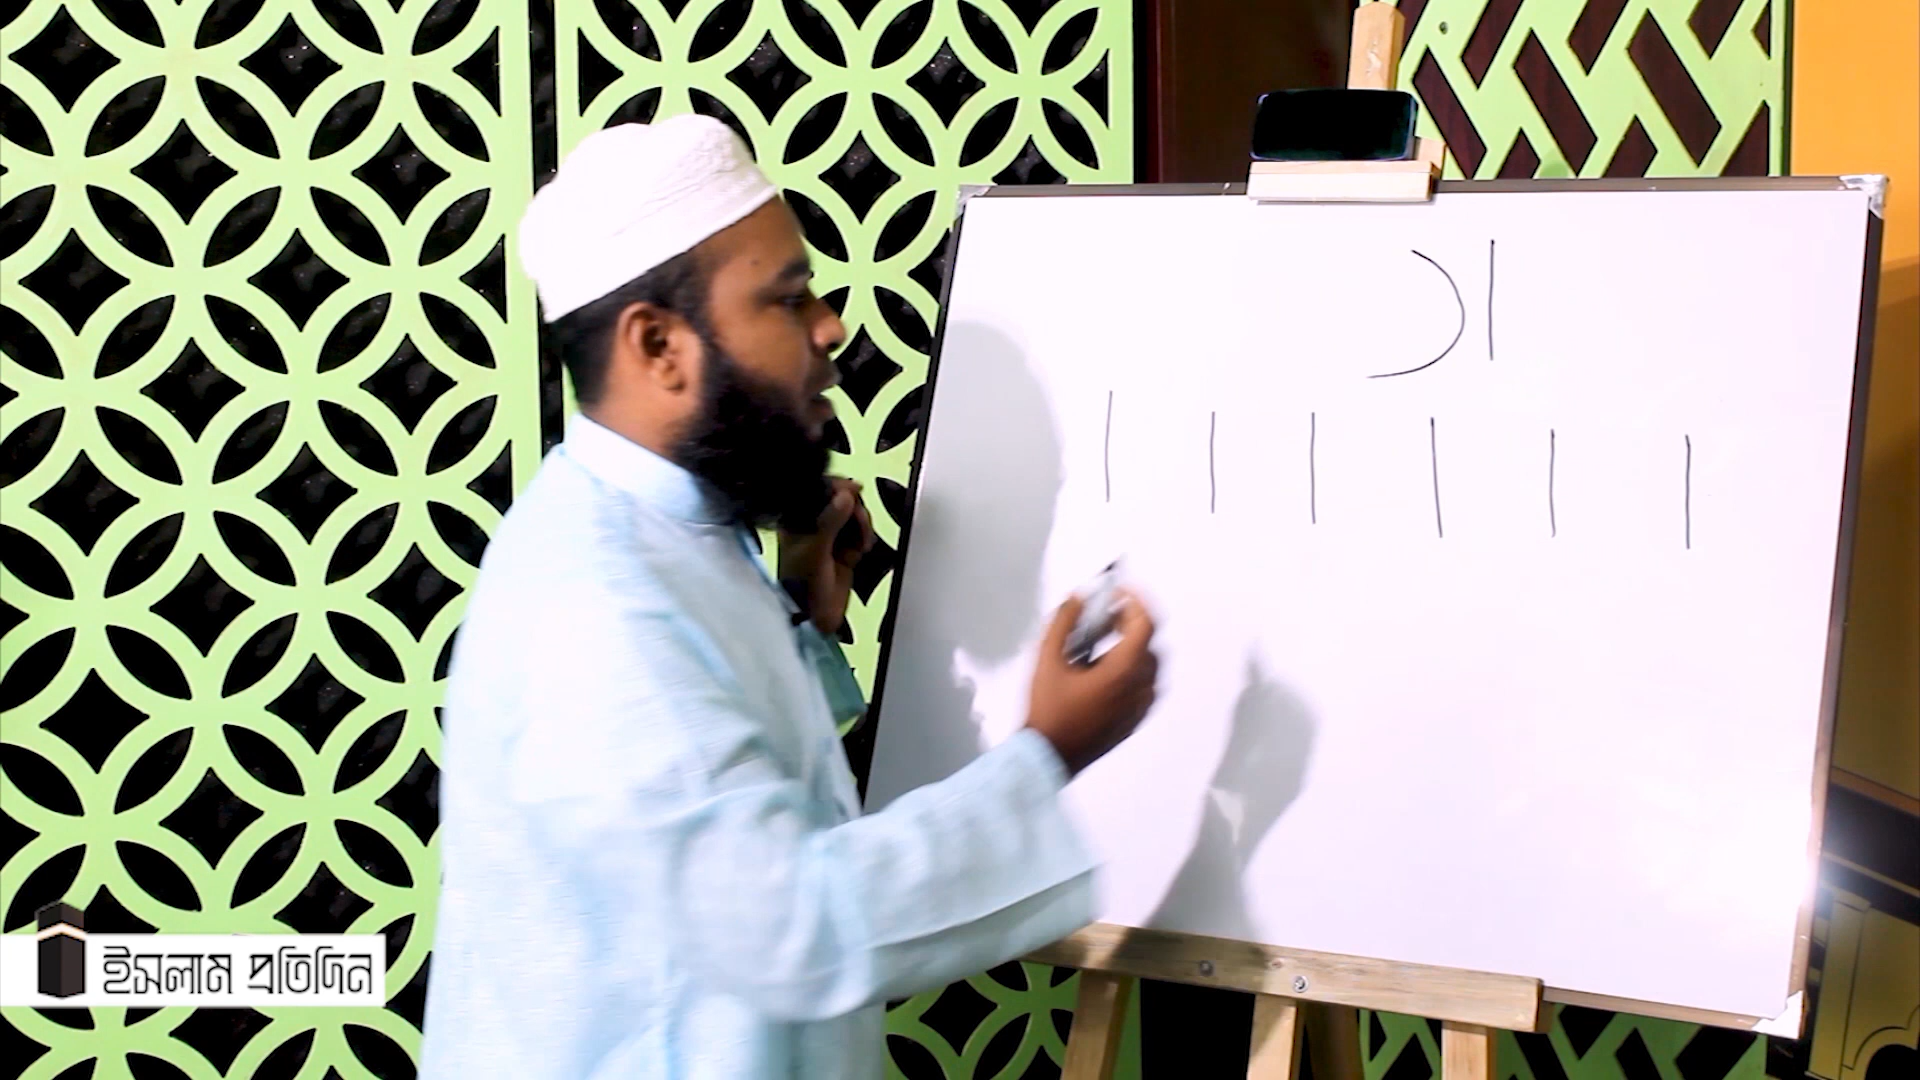 ا د
ا ا ا ا ا ا
ইসলাম প্রতিদিন